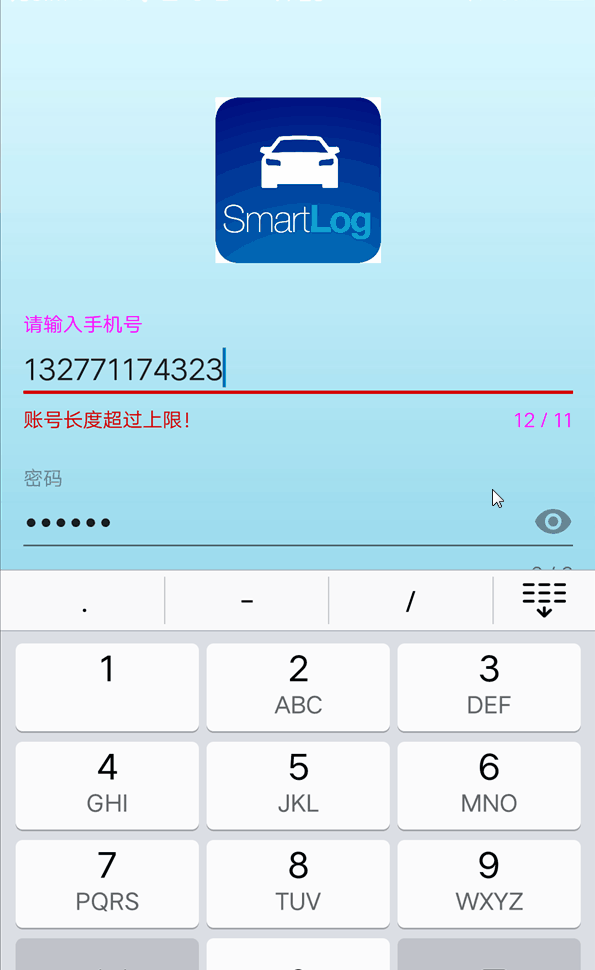 SmartLog
请输入手机号
132771174323
账号长度超过上限!
12 / 11
密码
••••••
. - /
1 2 3
ABC DEF
4 5 6
GHI JKL MNO
7 8 9
PQRS TUV WXYZ